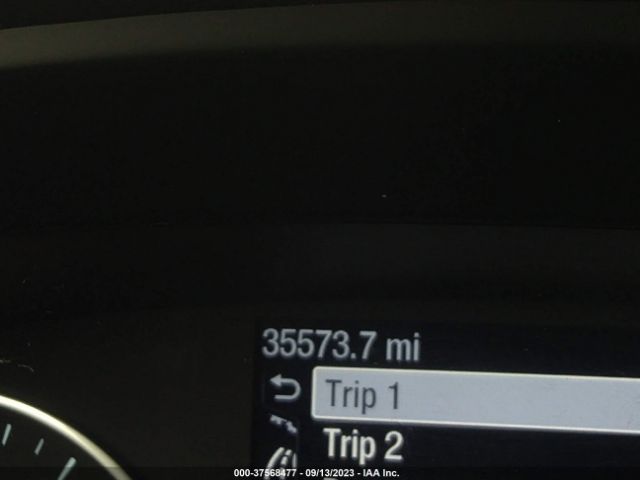 35573.7 mi
Trip 1
Trip 2
000-37568477 - 09/13/2023 - IAA Inc.